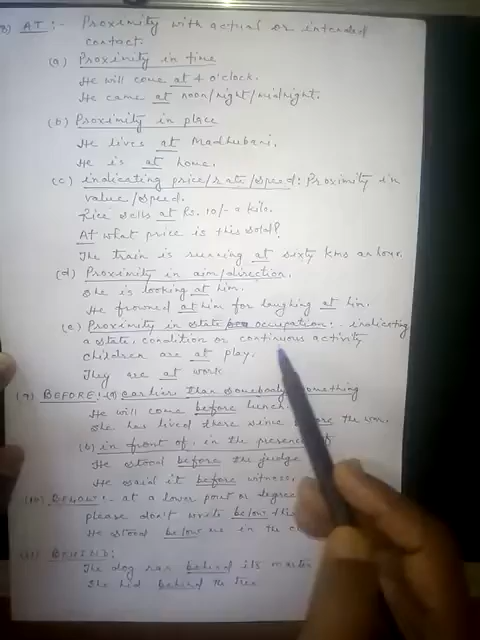 8) AT :- Proximity with actual or intended
contact.
(a) Proximity in time
He will come at 4 o'clock.
He came at noon/night/midnight.
(b) Proximity in place
He lives at Madhubani.
He is at home.
(c) indicating price/rate/speed: Proximity in
value/speed.
Rice sells at Rs. 10/- a kilo.
At what price is this sold?
The train is running at sixty kms an hour.
(d) Proximity in aim/direction.
She is looking at him.
He frowned at him for laughing at him.
(e) Proximity in state occupation: indicating
a state, condition or continuous activity
Children are at play.
They are at work.
BEFORE: (a) earlier than somebody/something
He will come before lunch.
She has lived there since before the war.
(b) in front of, in the presence of
He stood before the judge
He said it before witness.
(10) BELOW: at a lower point or degree
please don't write below
He stood below me in the
BEHIND:
The dog ran behind its master
She hid behind the tree